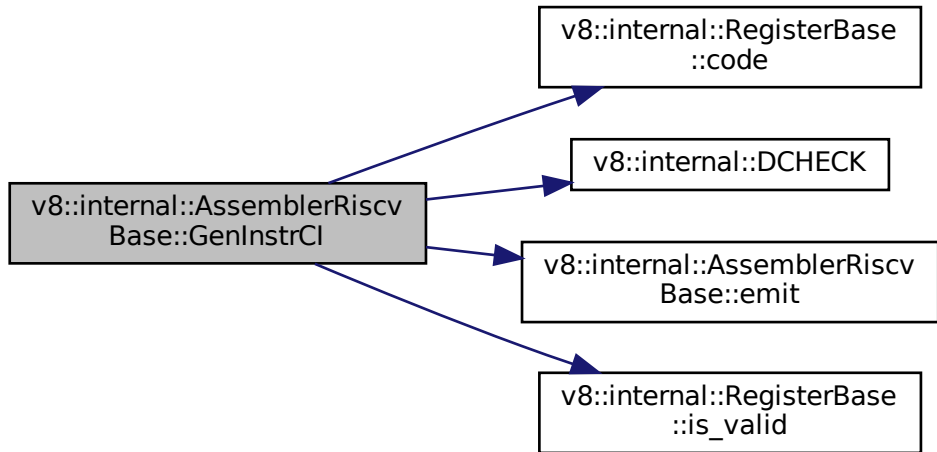 v8::internal::AssemblerRiscv
Base::GenInstrCI
v8::internal::RegisterBase
::code
v8::internal::DCHECK
v8::internal::AssemblerRiscv
Base::emit
v8::internal::RegisterBase
::is_valid